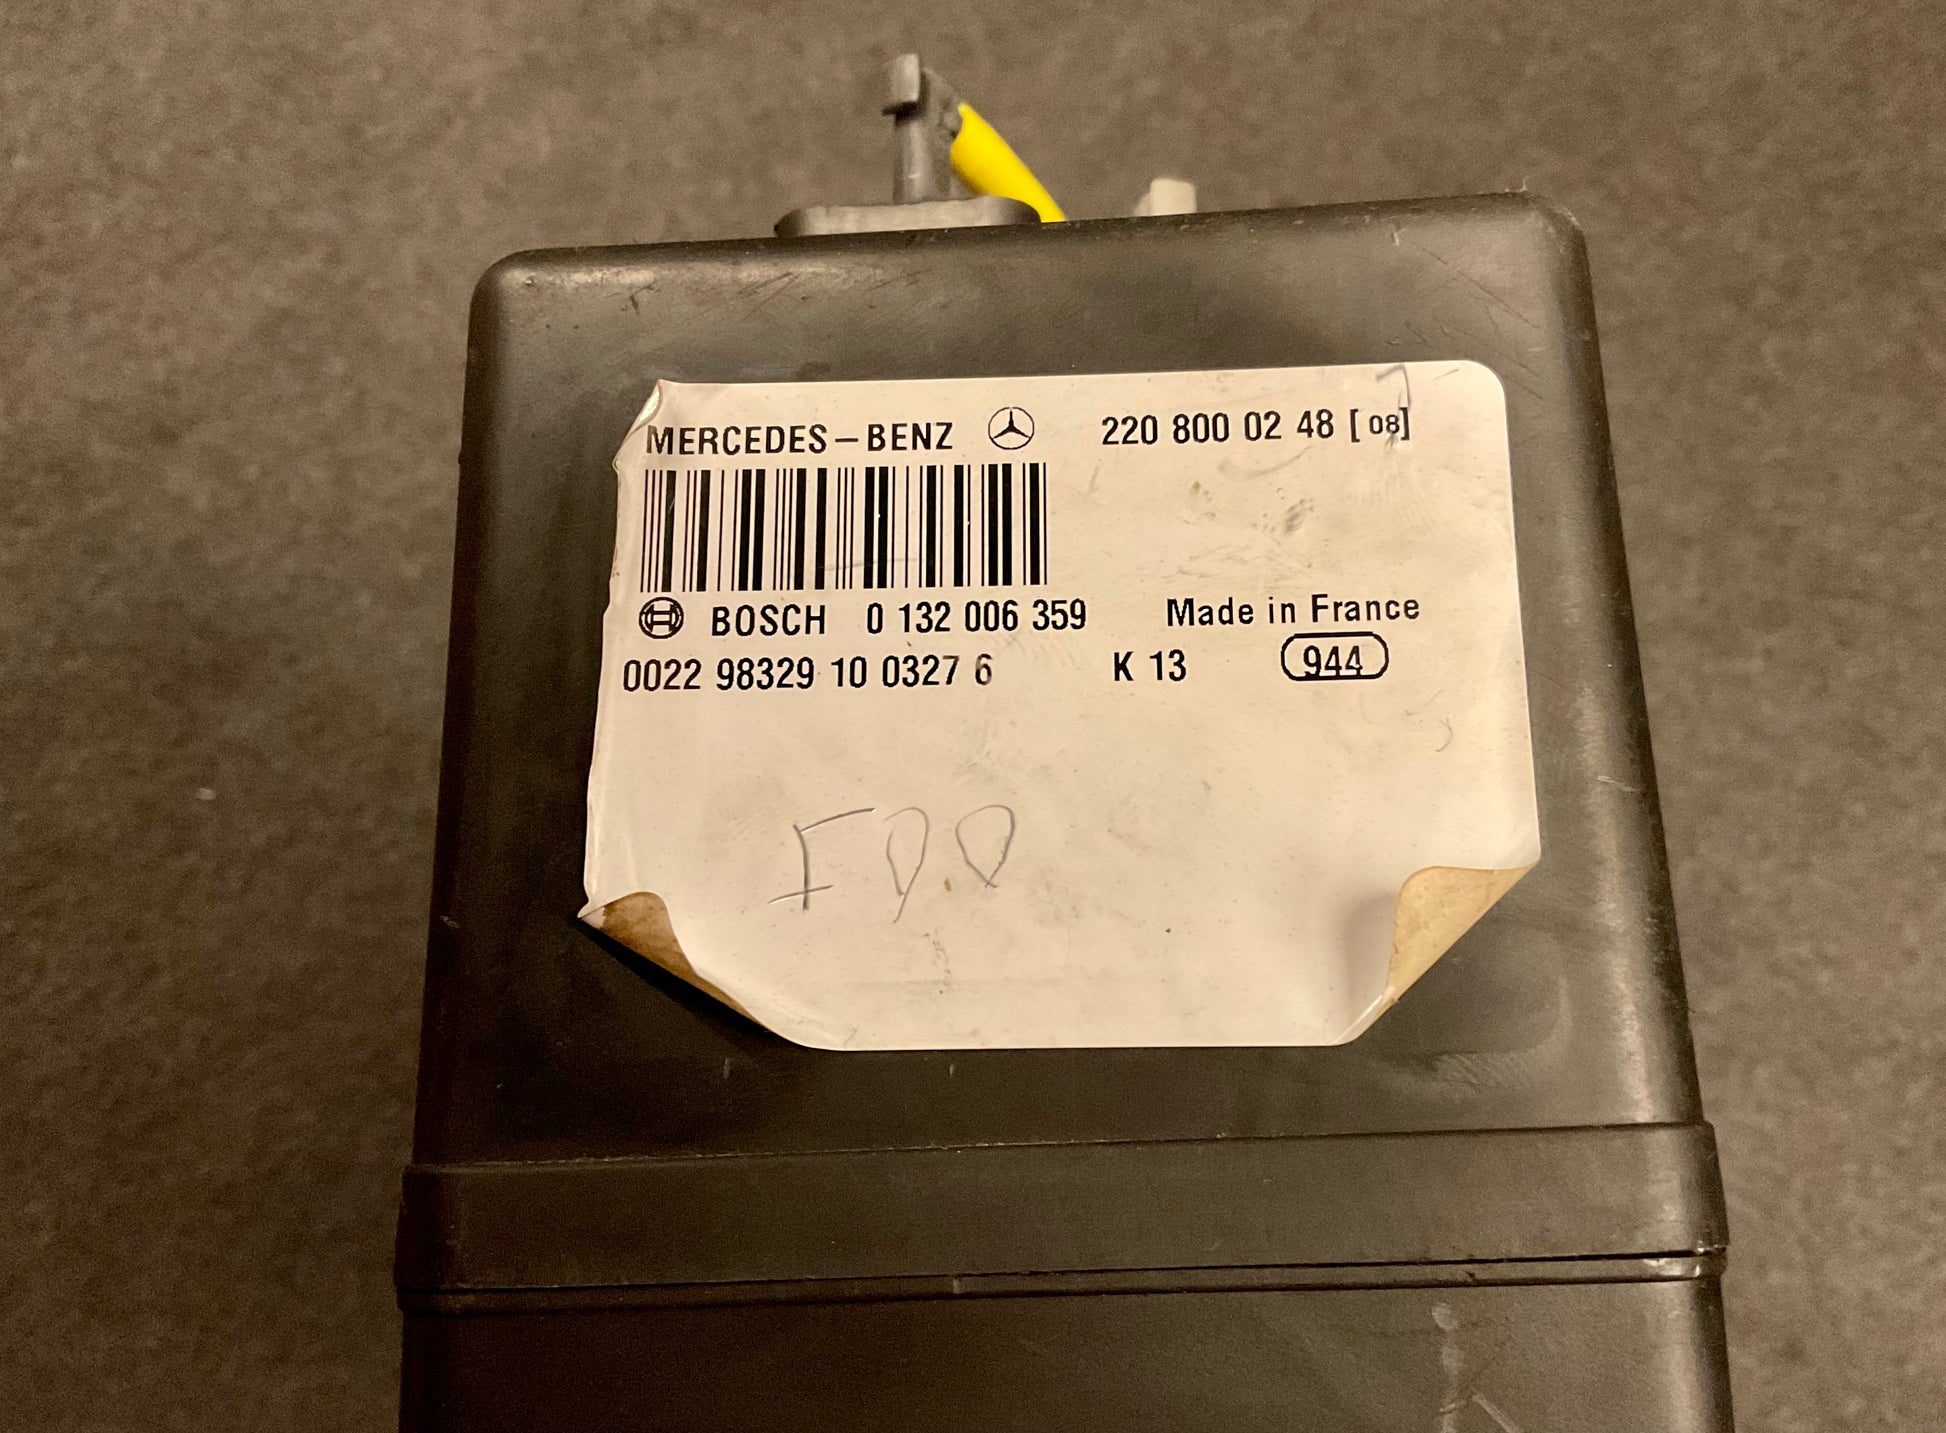 MERCEDES-BENZ 220 800 02 48 [08]
BOSCH 0 132 006 359 Made in France
0022 98329 10 0327 6 K 13 944